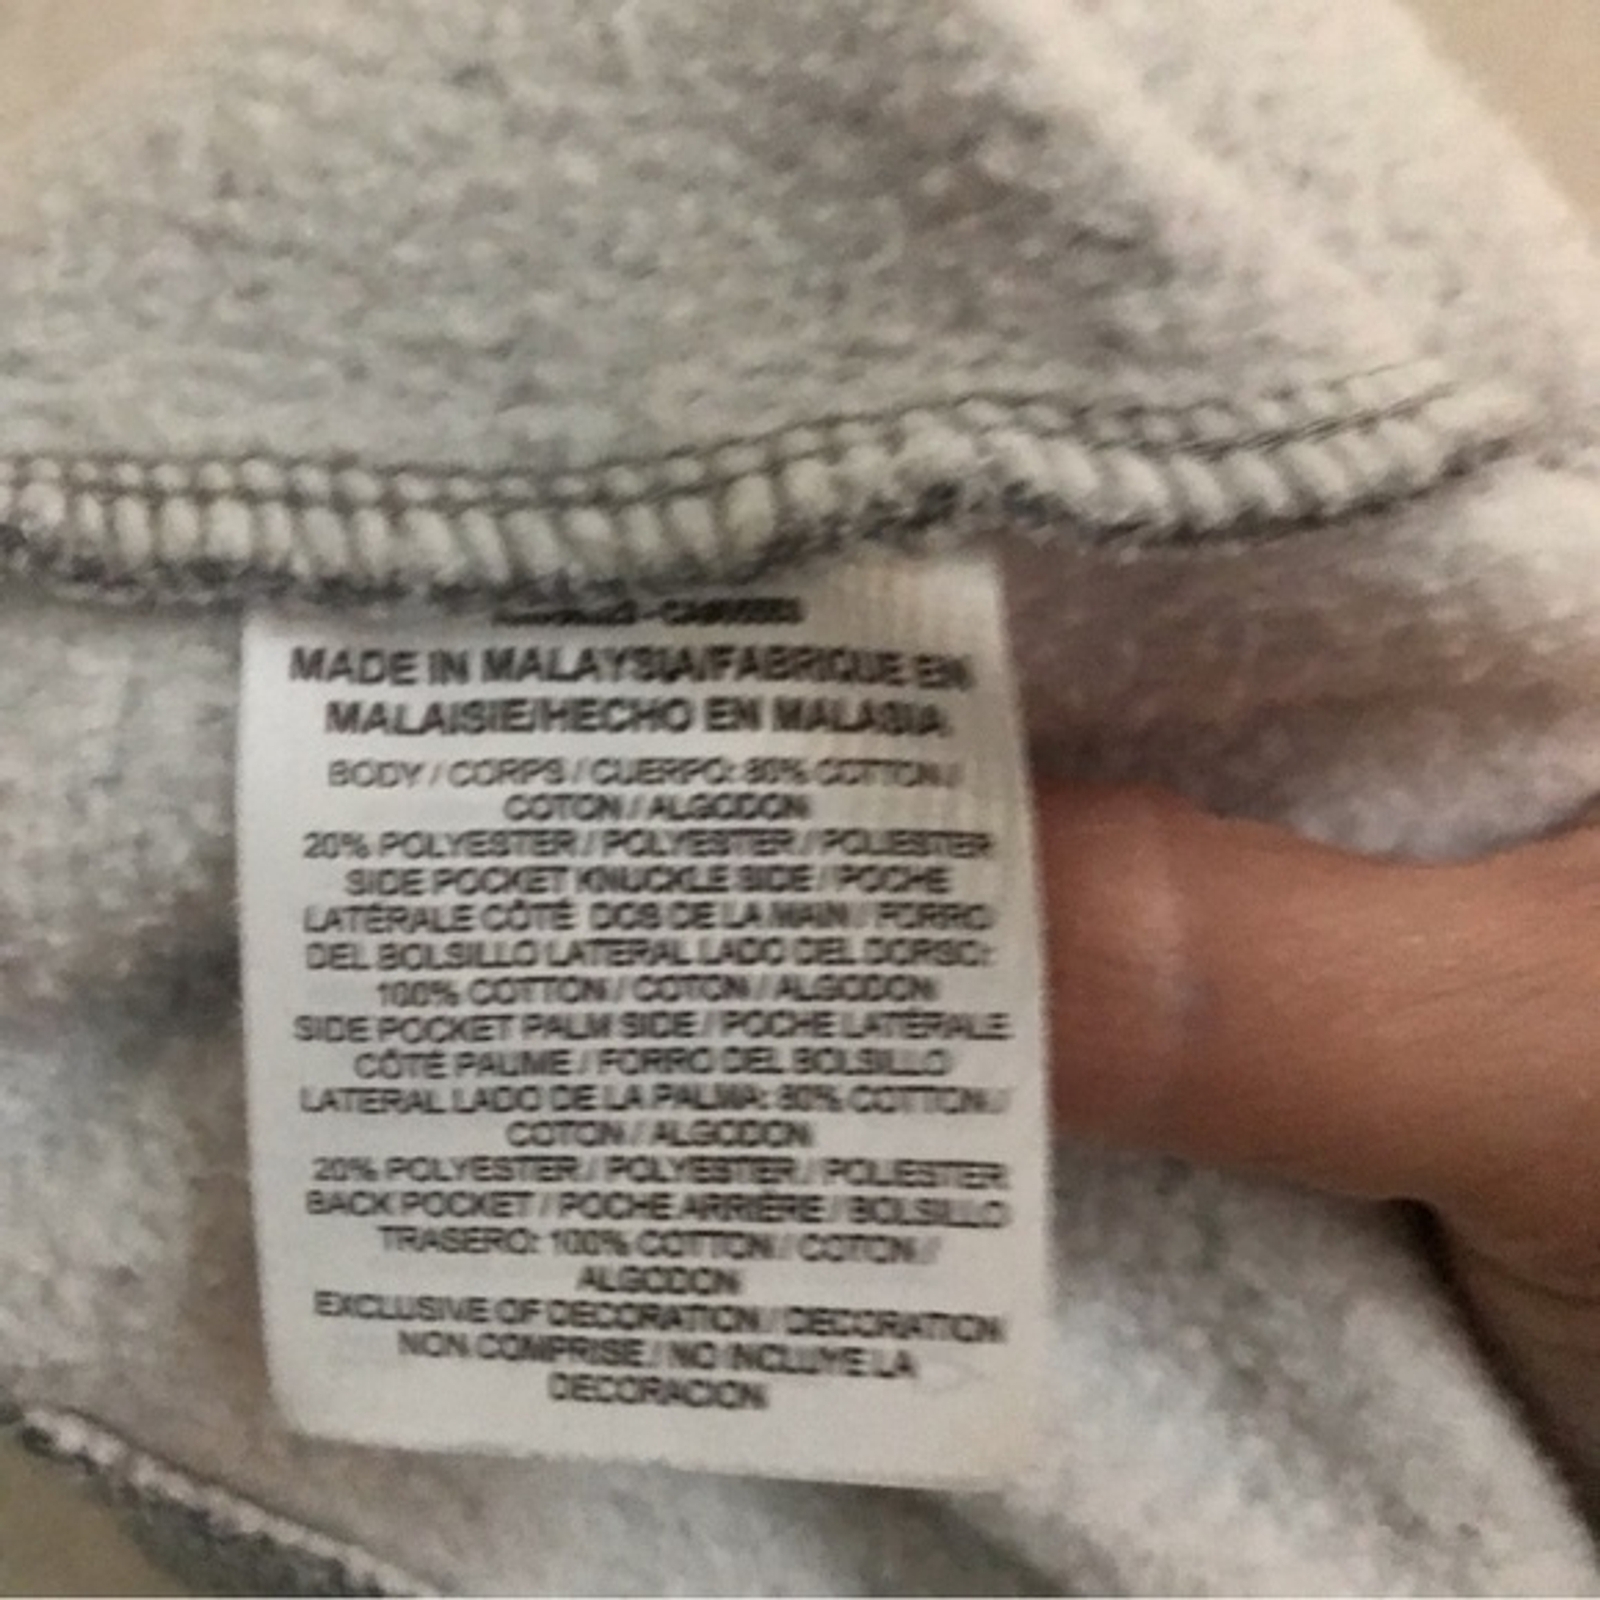 MADE IN MALAYSIA/FABRIQUE EN
MALAISIE/HECHO EN MALASIA
BODY / CORPS / CUERPO: 80% COTTON /
COTON / ALGODON
20% POLYESTER / POLYESTER / POLIESTER
SIDE POCKET KNUCKLE SIDE / POCHE
LATÉRALE CÔTÉ DOS DE LA MAIN / FORRO
DEL BOLSILLO LATERAL LADO DEL DORSO:
100% COTTON / COTON / ALGODON
SIDE POCKET PALM SIDE / POCHE LATÉRALE
CÔTÉ PAUME / FORRO DEL BOLSILLO
LATERAL LADO DE LA PALMA: 80% COTTON /
COTON / ALGODON
20% POLYESTER / POLYESTER / POLIESTER
BACK POCKET / POCHE ARRIÈRE / BOLSILLO
TRASERO: 100% COTTON / COTON /
ALGODON
EXCLUSIVE OF DECORATION / DECORATION
NON COMPRISE / NO INCLUYE LA
DECORACION